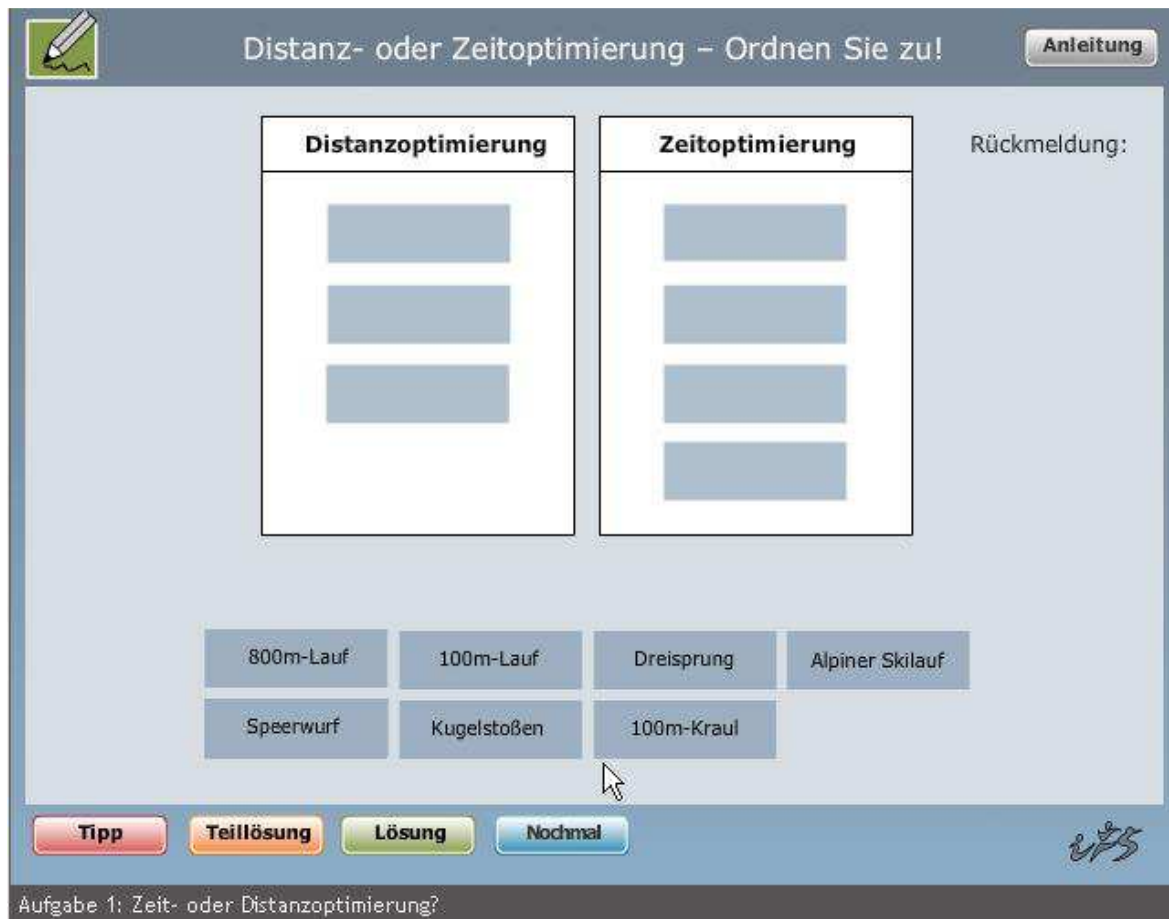 Distanz- oder Zeitoptimierung – Ordnen Sie zu!
Anleitung
Distanzoptimierung
Zeitoptimierung
Rückmeldung:
800m-Lauf
100m-Lauf
Dreisprung
Alpiner Skilauf
Speerwurf
Kugelstoßen
100m-Kraul
Tipp
Teillösung
Lösung
Nochmal
Aufgabe 1: Zeit- oder Distanzoptimierung?